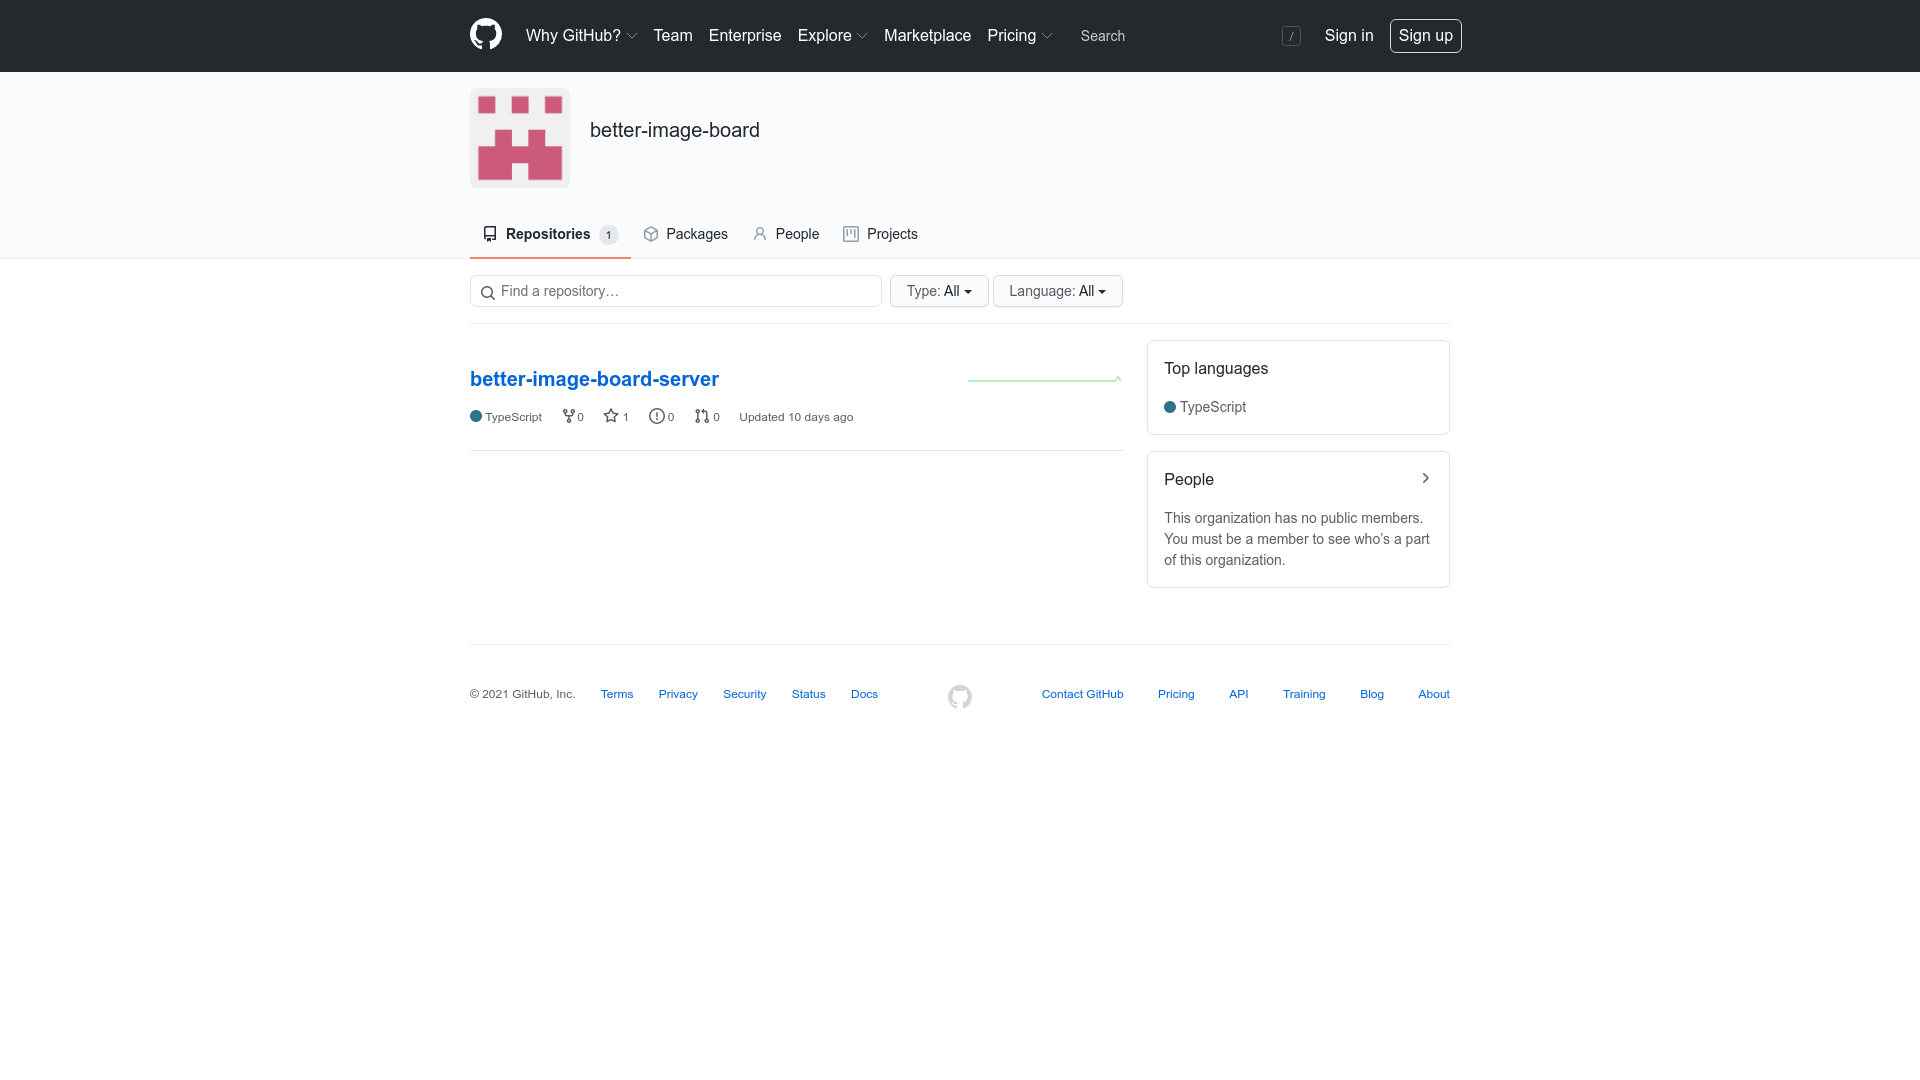 Why GitHub? Team Enterprise Explore Marketplace Pricing Search / Sign in Sign up
better-image-board
Repositories 1 Packages People Projects
Find a repository… Type: All Language: All
better-image-board-server
TypeScript 0 1 0 0 Updated 10 days ago
Top languages
TypeScript
People
This organization has no public members.
You must be a member to see who’s a part
of this organization.
© 2021 GitHub, Inc. Terms Privacy Security Status Docs Contact GitHub Pricing API Training Blog About